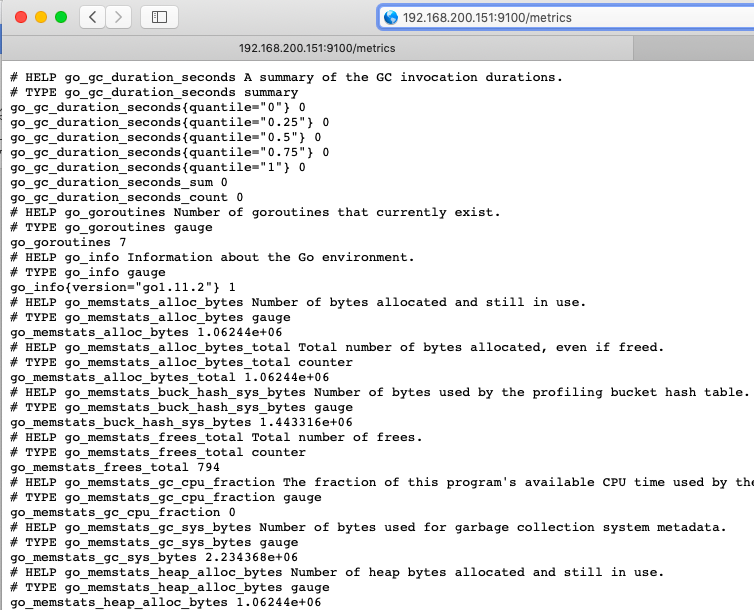 192.168.200.151:9100/metrics
192.168.200.151:9100/metrics
# HELP go_gc_duration_seconds A summary of the GC invocation durations.
# TYPE go_gc_duration_seconds summary
go_gc_duration_seconds{quantile="0"} 0
go_gc_duration_seconds{quantile="0.25"} 0
go_gc_duration_seconds{quantile="0.5"} 0
go_gc_duration_seconds{quantile="0.75"} 0
go_gc_duration_seconds{quantile="1"} 0
go_gc_duration_seconds_sum 0
go_gc_duration_seconds_count 0
# HELP go_goroutines Number of goroutines that currently exist.
# TYPE go_goroutines gauge
go_goroutines 7
# HELP go_info Information about the Go environment.
# TYPE go_info gauge
go_info{version="go1.11.2"} 1
# HELP go_memstats_alloc_bytes Number of bytes allocated and still in use.
# TYPE go_memstats_alloc_bytes gauge
go_memstats_alloc_bytes 1.06244e+06
# HELP go_memstats_alloc_bytes_total Total number of bytes allocated, even if freed.
# TYPE go_memstats_alloc_bytes_total counter
go_memstats_alloc_bytes_total 1.06244e+06
# HELP go_memstats_buck_hash_sys_bytes Number of bytes used by the profiling bucket hash table.
# TYPE go_memstats_buck_hash_sys_bytes gauge
go_memstats_buck_hash_sys_bytes 1.443316e+06
# HELP go_memstats_frees_total Total number of frees.
# TYPE go_memstats_frees_total counter
go_memstats_frees_total 794
# HELP go_memstats_gc_cpu_fraction The fraction of this program's available CPU time used by the
# TYPE go_memstats_gc_cpu_fraction gauge
go_memstats_gc_cpu_fraction 0
# HELP go_memstats_gc_sys_bytes Number of bytes used for garbage collection system metadata.
# TYPE go_memstats_gc_sys_bytes gauge
go_memstats_gc_sys_bytes 2.234368e+06
# HELP go_memstats_heap_alloc_bytes Number of heap bytes allocated and still in use.
# TYPE go_memstats_heap_alloc_bytes gauge
go_memstats_heap_alloc_bytes 1.06244e+06